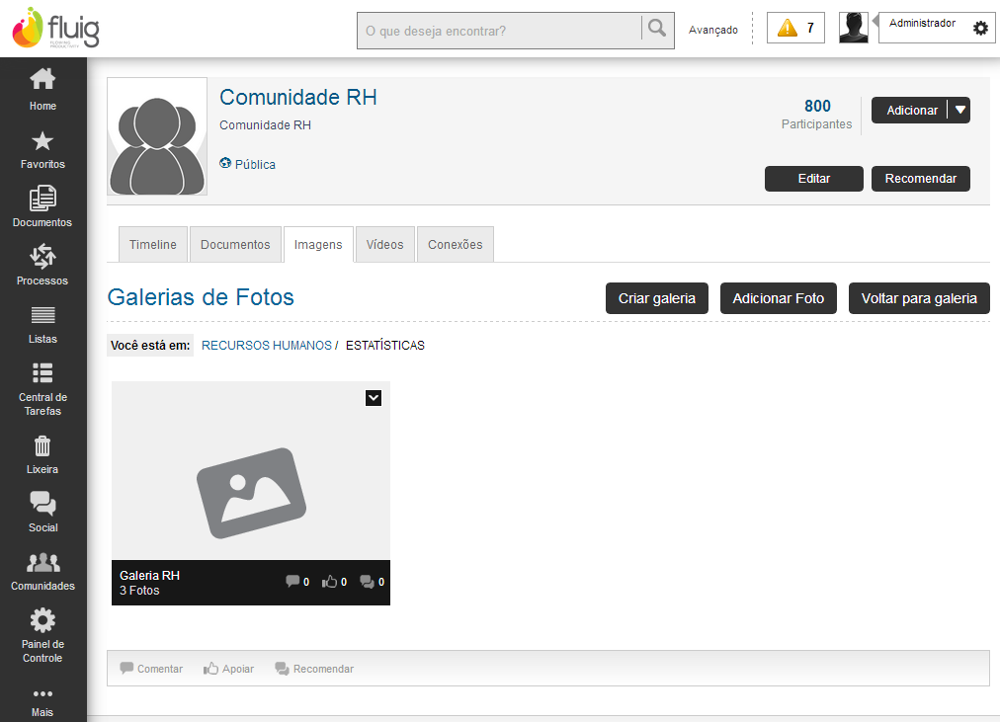 fluig
O que deseja encontrar?
Avançado
7
Administrador
Home
Favoritos
Documentos
Processos
Listas
Central de
Tarefas
Lixeira
Social
Comunidades
Painel de
Controle
Mais
Comunidade RH
Comunidade RH
Pública
800
Participantes
Adicionar
Editar
Recomendar
Timeline
Documentos
Imagens
Vídeos
Conexões
Galerias de Fotos
Criar galeria
Adicionar Foto
Voltar para galeria
Você está em: RECURSOS HUMANOS / ESTATÍSTICAS
Galeria RH
3 Fotos
0 0 0
Comentar Apoiar Recomendar